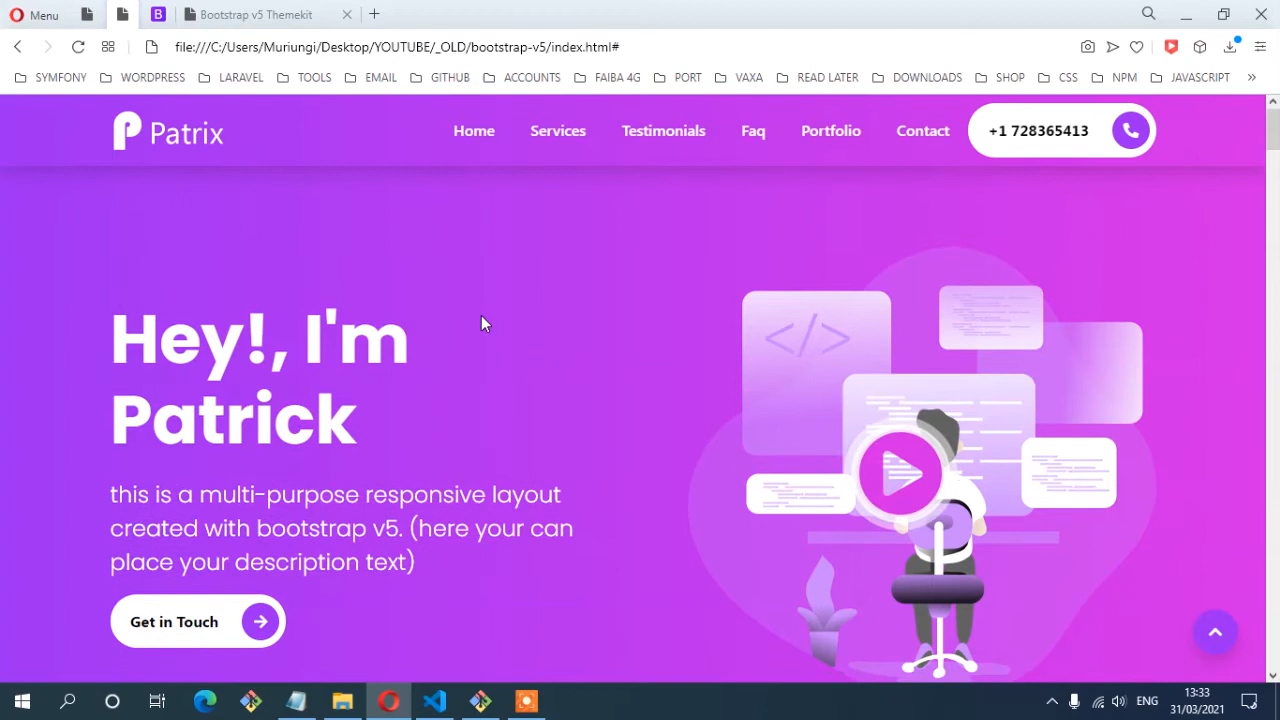 Menu
Bootstrap v5 Themekit
file:///C:/Users/Muriungi/Desktop/YOUTUBE/_OLD/bootstrap-v5/index.html#
SYMFONY WORDPRESS LARAVEL TOOLS EMAIL GITHUB ACCOUNTS FAIBA 4G PORT VAXA READ LATER DOWNLOADS SHOP CSS NPM JAVASCRIPT »
Patrix Home Services Testimonials Faq Portfolio Contact +1 728365413
Hey!, I'm
Patrick
this is a multi-purpose responsive layout
created with bootstrap v5. (here your can
place your description text)
Get in Touch
</>
ENG
13:33
31/03/2021